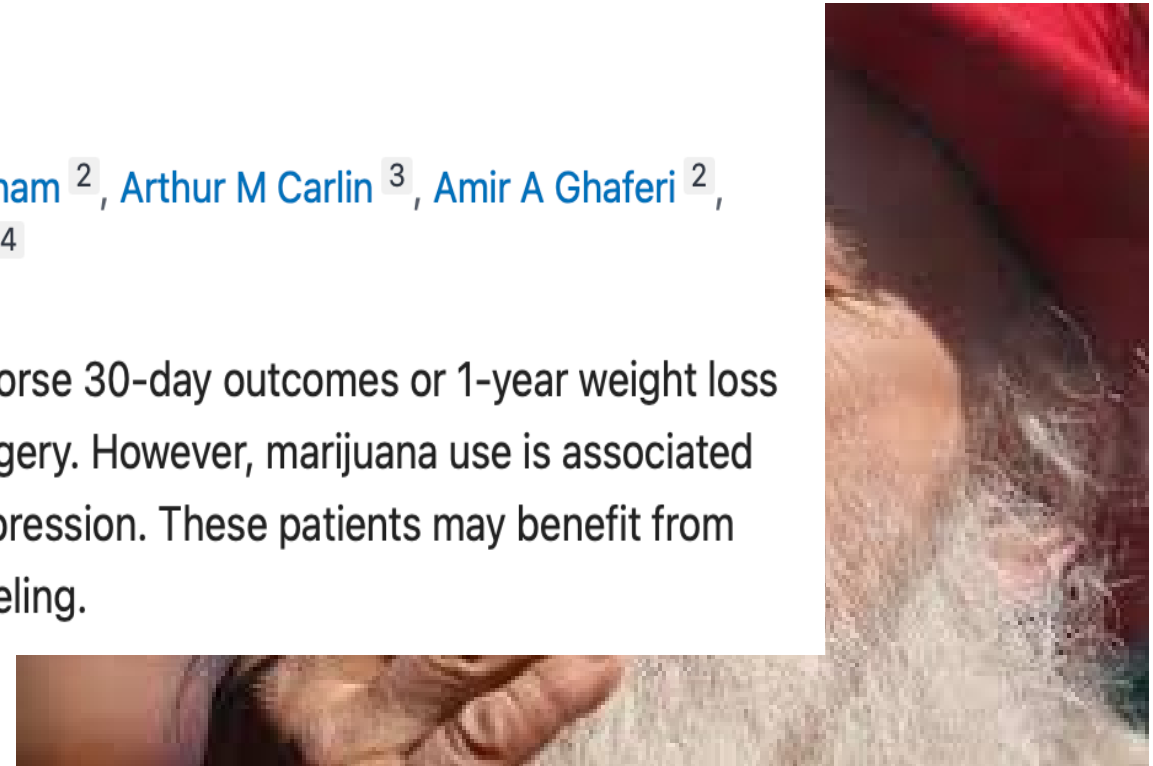 ham 2, Arthur M Carlin 3, Amir A Ghaferi 2,
4
orse 30-day outcomes or 1-year weight loss
gery. However, marijuana use is associated
pression. These patients may benefit from
eling.